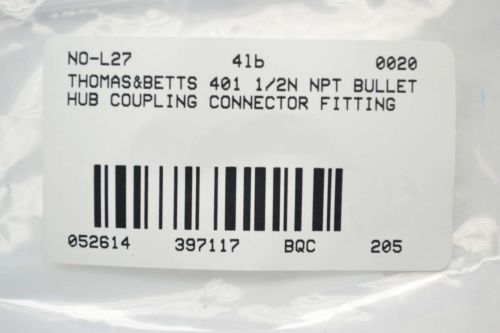 NO-L27 41b 0020
THOMAS&BETTS 401 1/2N NPT BULLET
HUB COUPLING CONNECTOR FITTING
052614 397117 BQC 205